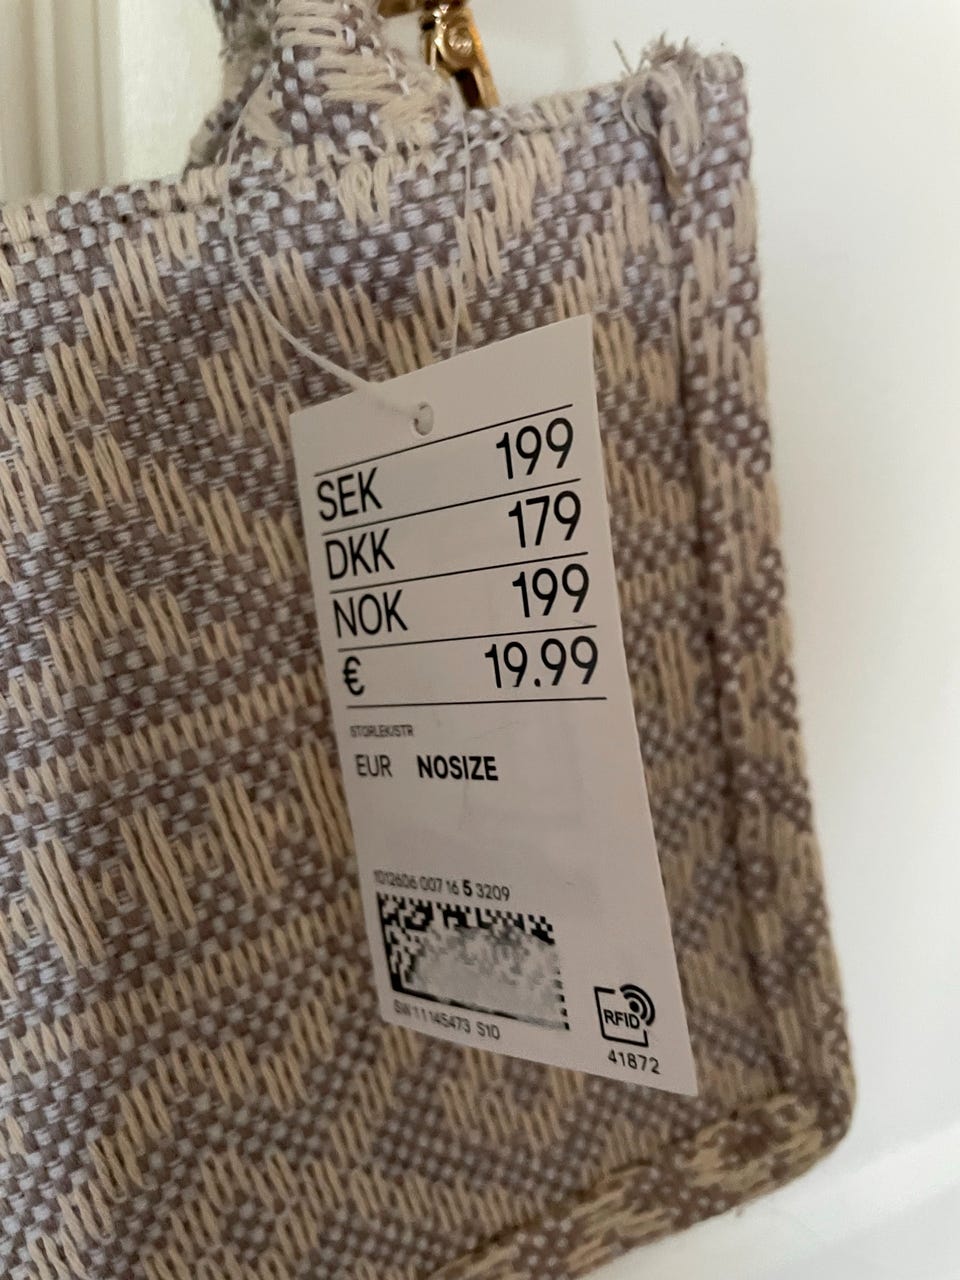 SEK 199
DKK 179
NOK 199
€ 19.99
STORLEK/STR
EUR NOSIZE
1012606 007 16 5 3209
SW11145473 S10
RFID
41872